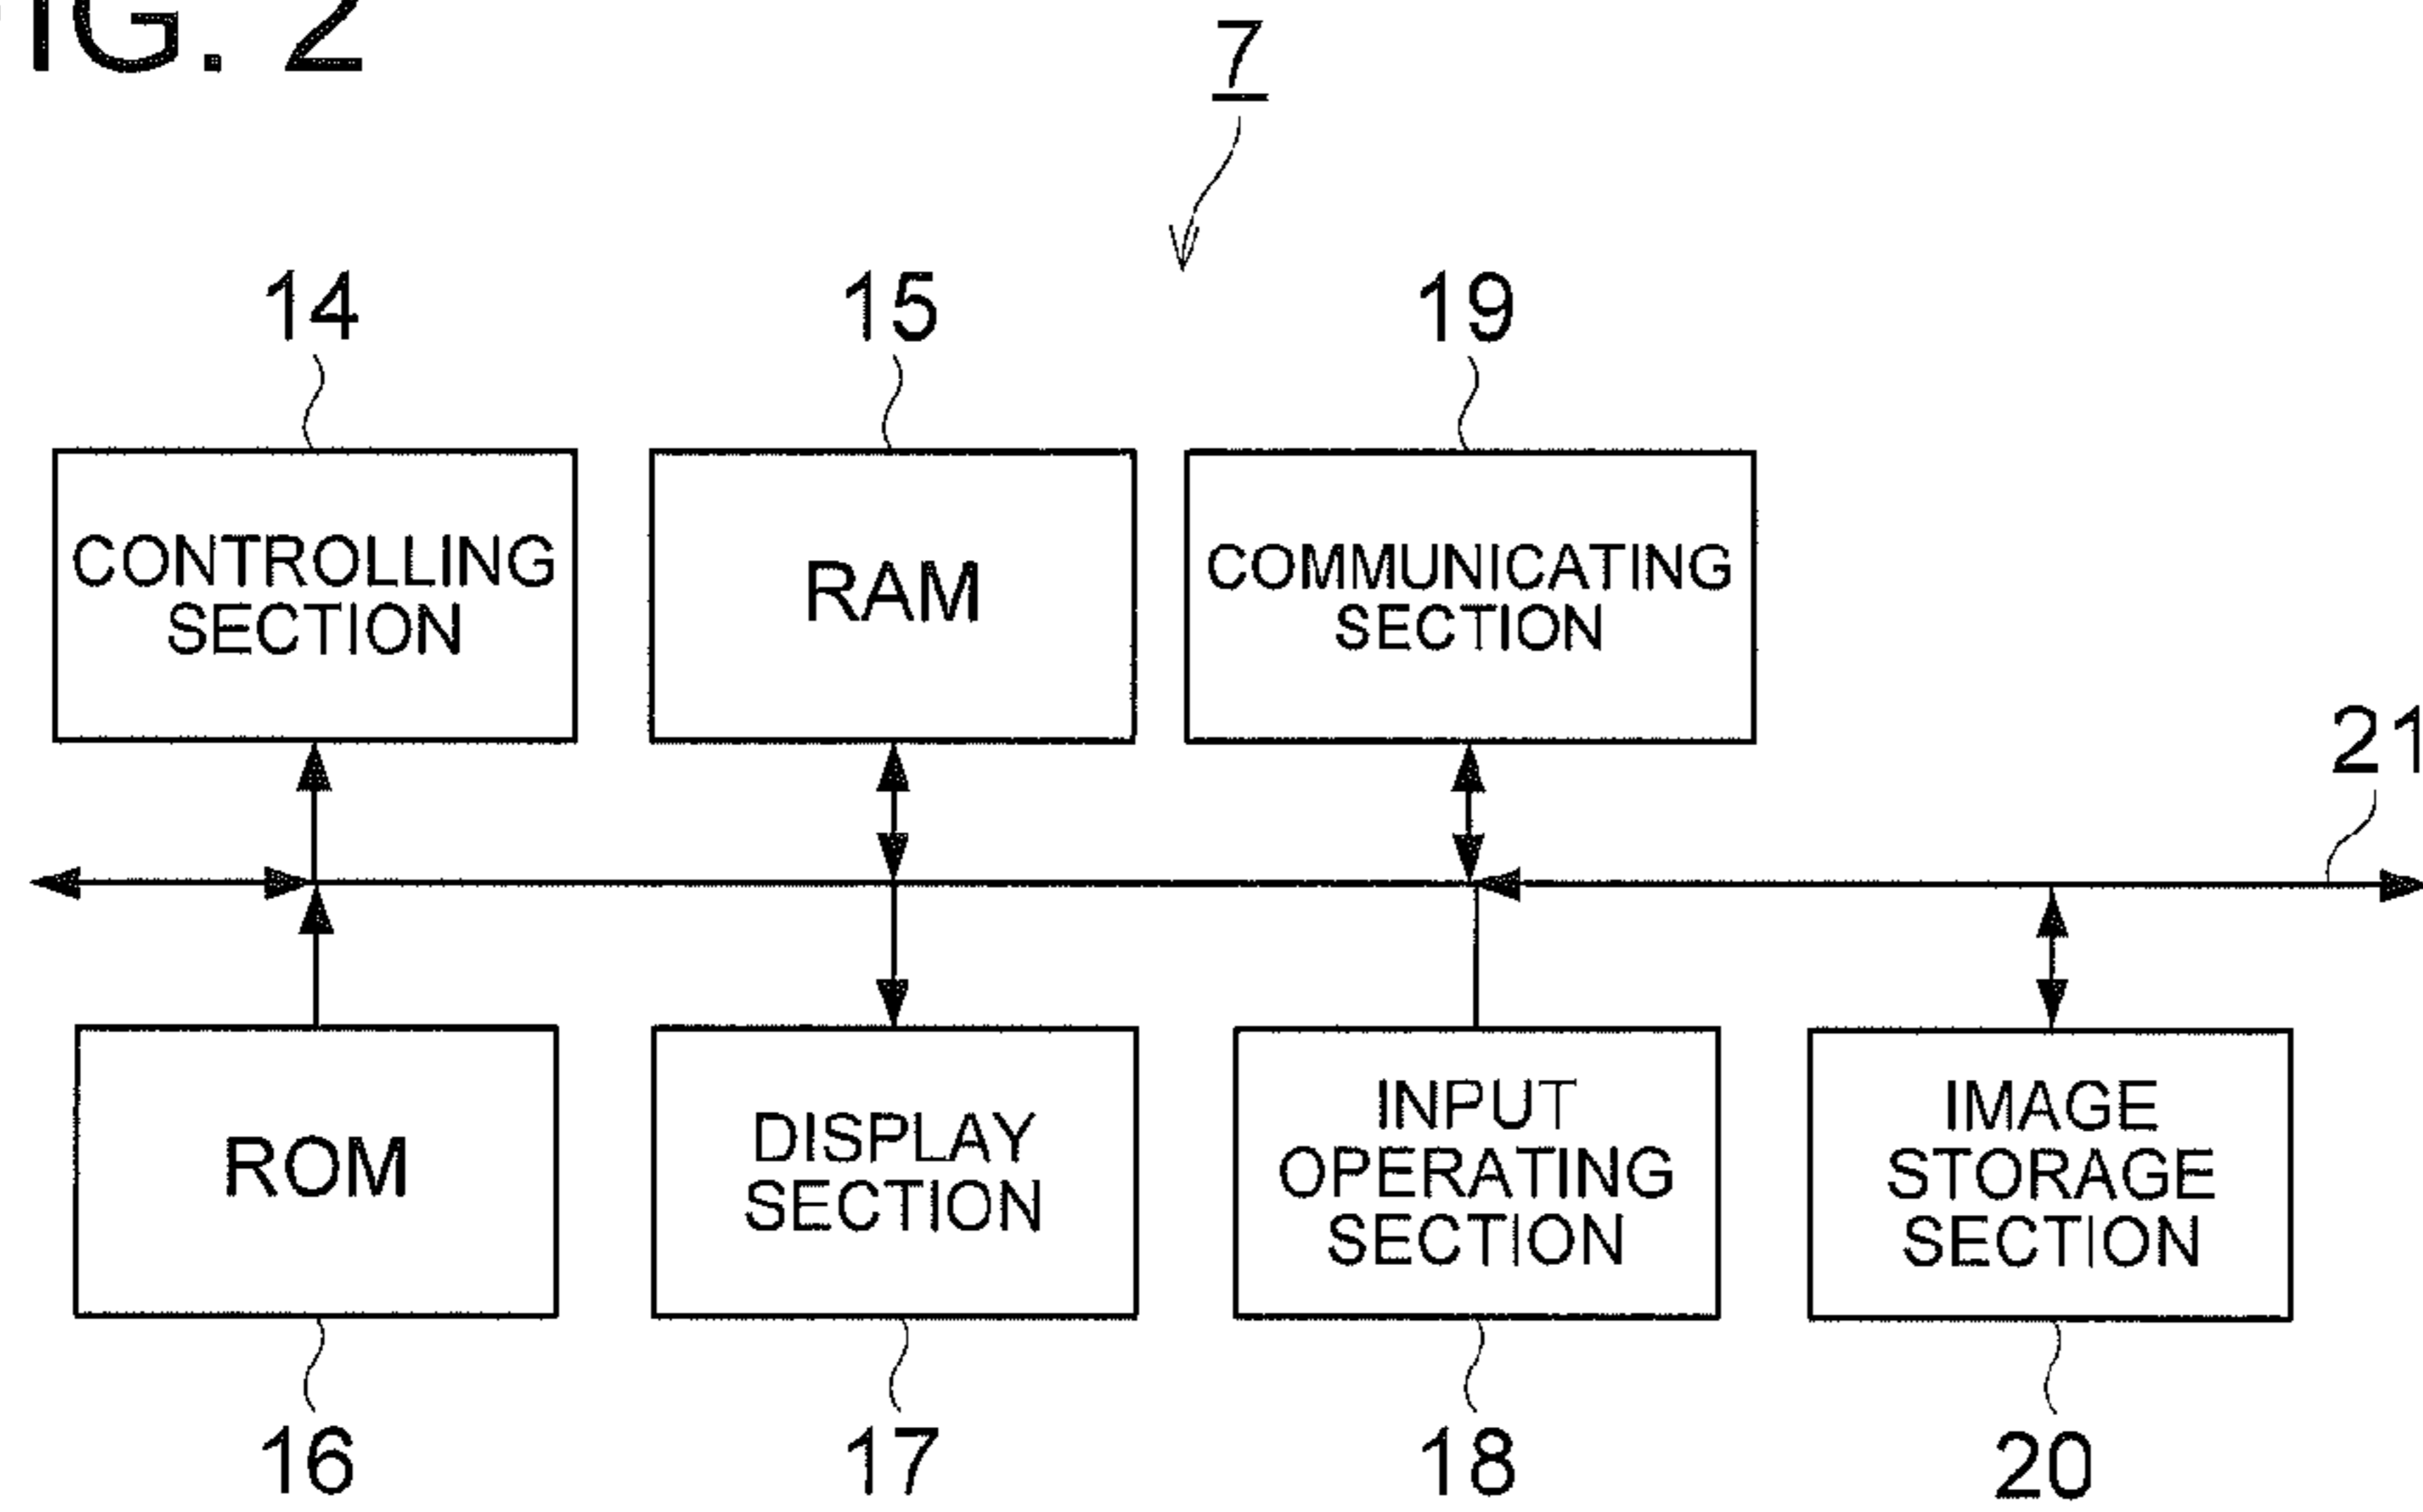 FIG. 2
7
14
15
19
CONTROLLING
SECTION
RAM
COMMUNICATING
SECTION
21
ROM
DISPLAY
SECTION
INPUT
OPERATING
SECTION
IMAGE
STORAGE
SECTION
16
17
18
20